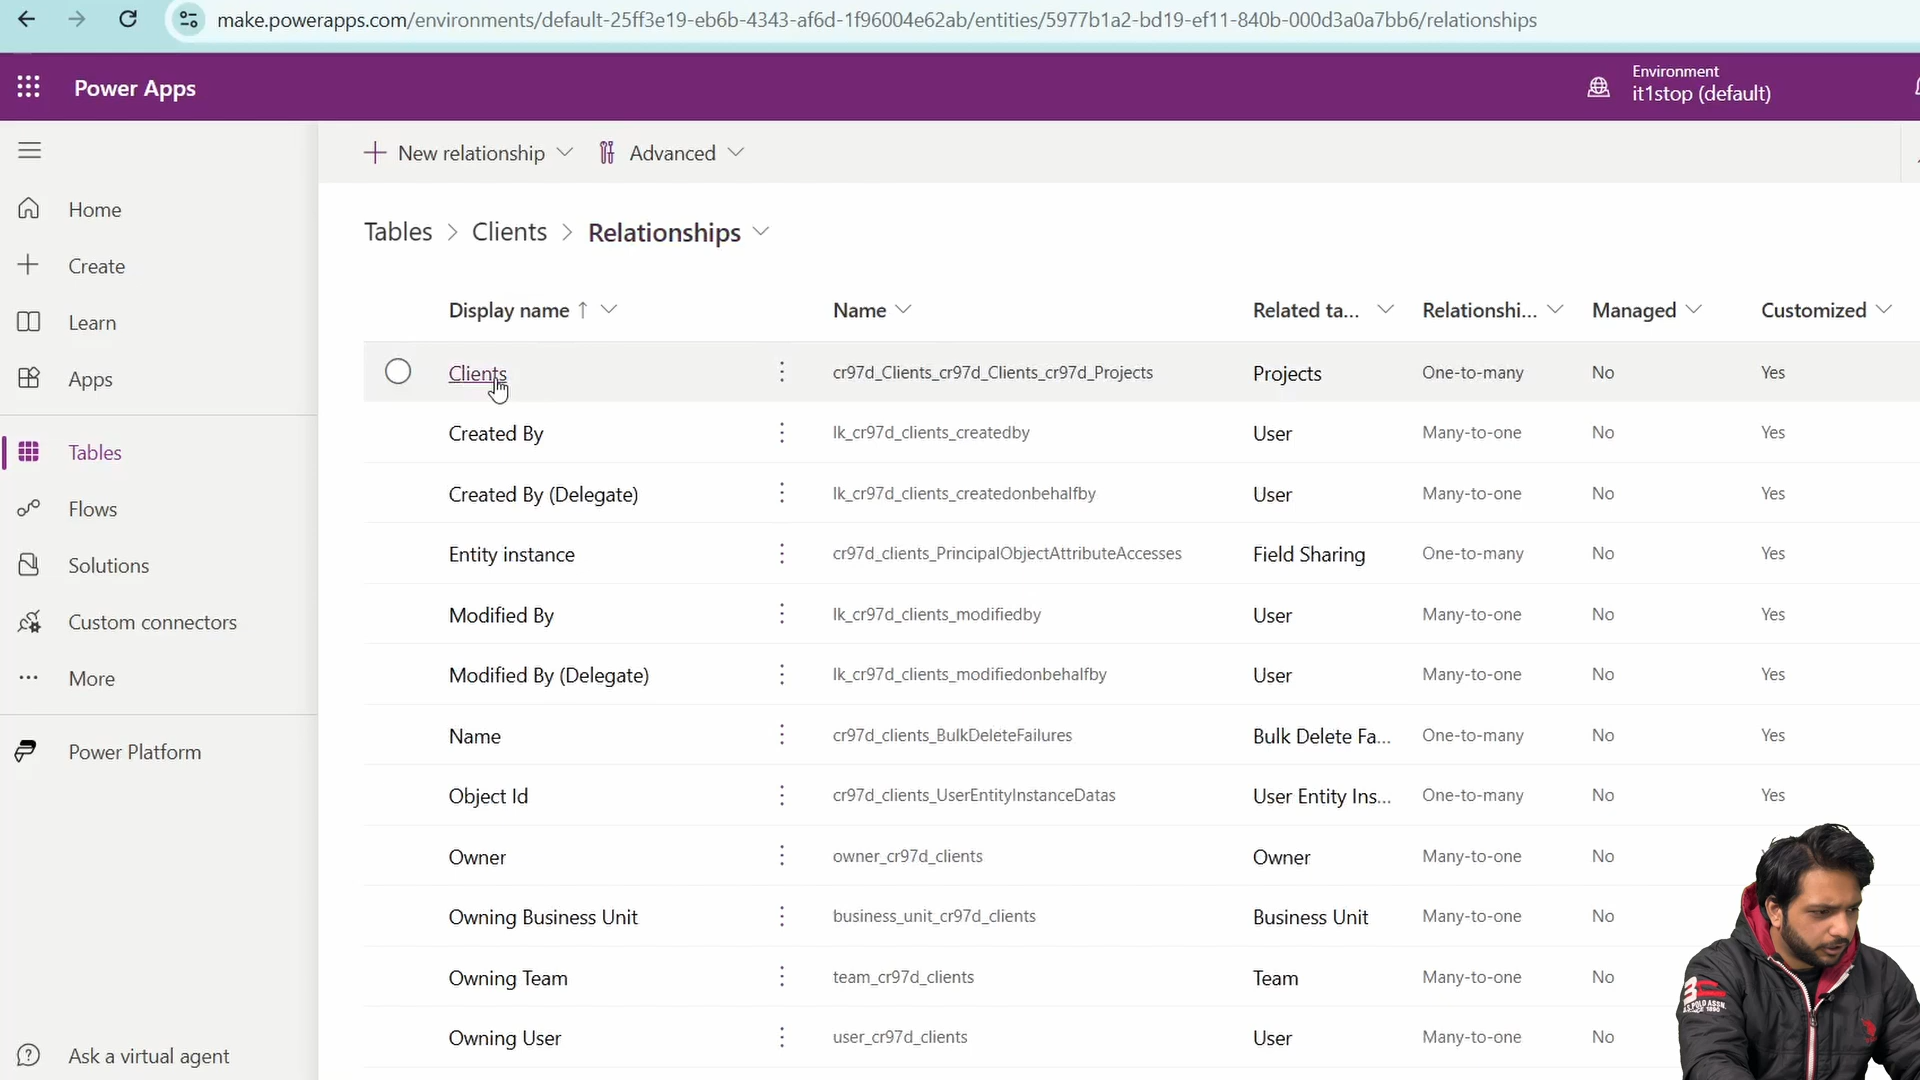 make.powerapps.com/environments/default-25ff3e19-eb6b-4343-af6d-1f96004e62ab/entities/5977b1a2-bd19-ef11-840b-000d3a0a7bb6/relationships
Power Apps
Environment
it1stop (default)
New relationship
Advanced
Home
Create
Learn
Apps
Tables
Flows
Solutions
Custom connectors
More
Power Platform
Ask a virtual agent
Tables > Clients > Relationships
Display name ↑ Name Related ta... Relationshi... Managed Customized
Clients cr97d_Clients_cr97d_Clients_cr97d_Projects Projects One-to-many No Yes
Created By lk_cr97d_clients_createdby User Many-to-one No Yes
Created By (Delegate) lk_cr97d_clients_createdonbehalfby User Many-to-one No Yes
Entity instance cr97d_clients_PrincipalObjectAttributeAccesses Field Sharing One-to-many No Yes
Modified By lk_cr97d_clients_modifiedby User Many-to-one No Yes
Modified By (Delegate) lk_cr97d_clients_modifiedonbehalfby User Many-to-one No Yes
Name cr97d_clients_BulkDeleteFailures Bulk Delete Fa... One-to-many No Yes
Object Id cr97d_clients_UserEntityInstanceDatas User Entity Ins... One-to-many No Yes
Owner owner_cr97d_clients Owner Many-to-one No
Owning Business Unit business_unit_cr97d_clients Business Unit Many-to-one No
Owning Team team_cr97d_clients Team Many-to-one No
Owning User user_cr97d_clients User Many-to-one No